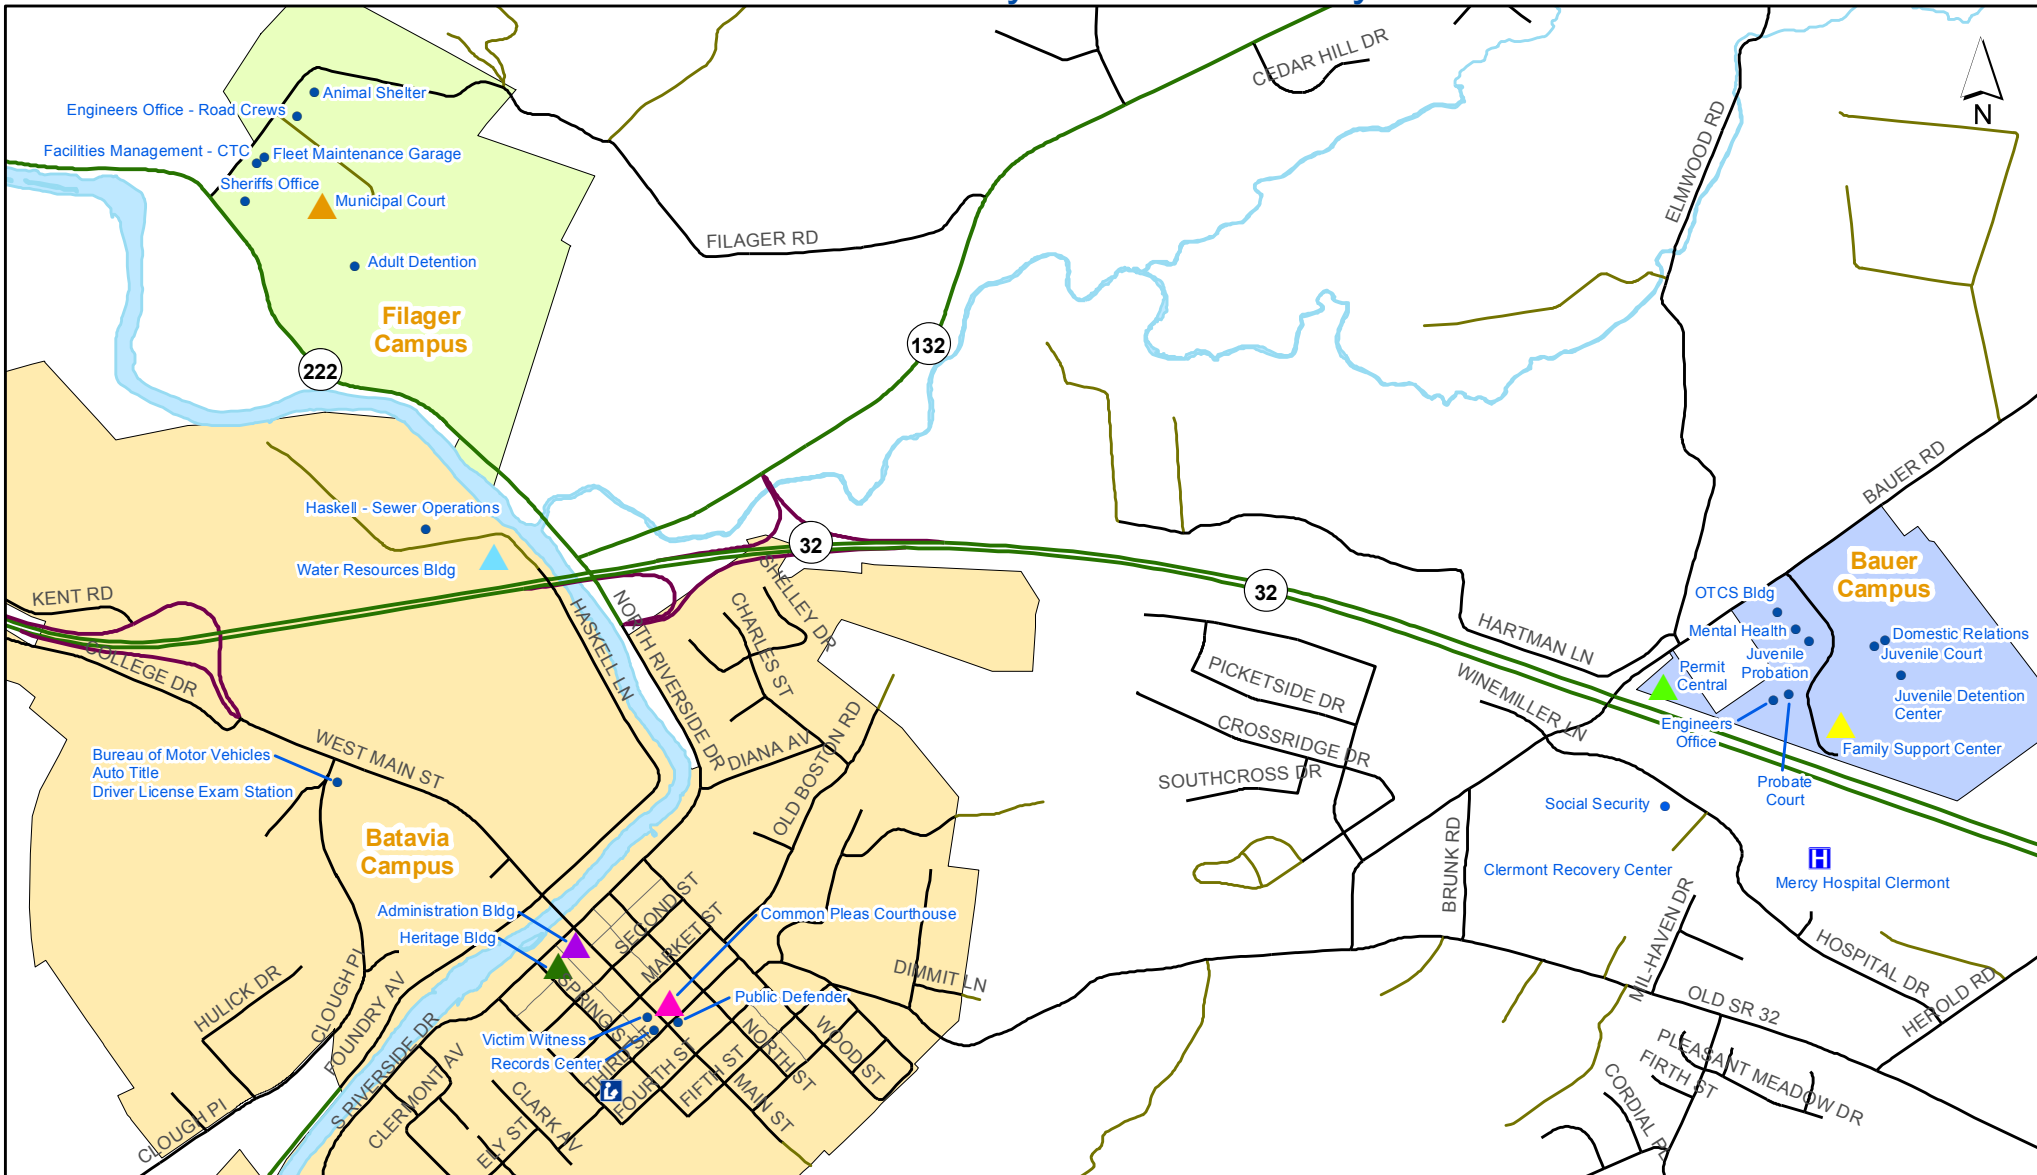 CEDAR HILL DR
N
Animal Shelter
Engineers Office - Road Crews
Facilities Management - CTC
Fleet Maintenance Garage
Sheriffs Office
Municipal Court
ELMWOOD RD
FILAGER RD
Adult Detention
Filager
Campus
222
132
BAUER RD
Haskell - Sewer Operations
Water Resources Bldg
32
32
Bauer
Campus
KENT RD
COLLEGE DR
HASKELL LN
NORTH RIVERSIDE DR
CHARLES ST
SHELLEY DR
HARTMAN LN
WINEMILLER LN
PICKETSIDE DR
CROSSRIDGE DR
SOUTHCROSS DR
OTCS Bldg
Mental Health
Juvenile
Probation
Permit
Central
Domestic Relations
Juvenile Court
Juvenile Detention
Center
Engineers
Office
Family Support Center
Probate
Court
WEST MAIN ST
Bureau of Motor Vehicles
Auto Title
Driver License Exam Station
DIANA AV
OLD BOSTON RD
Batavia
Campus
Social Security
BRUNK RD
Clermont Recovery Center
H
Mercy Hospital Clermont
Administration Bldg
Heritage Bldg
SECOND ST
MARKET ST
Common Pleas Courthouse
DIMMIT LN
MIL-HAVEN DR
HOSPITAL DR
HEROLD RD
OLD SR 32
HULICK DR
CLOUGH PI
FOUNDRY AV
SPRING ST
Public Defender
Victim Witness
Records Center
THIRD ST
FOURTH ST
FIFTH ST
NORTH ST
WOOD ST
MAIN ST
S RIVERSIDE DR
CLERMONT AV
CLARK AV
ELY ST
CLOUGH PI
PLEASANT MEADOW DR
FIRTH ST
CORDIAL PL